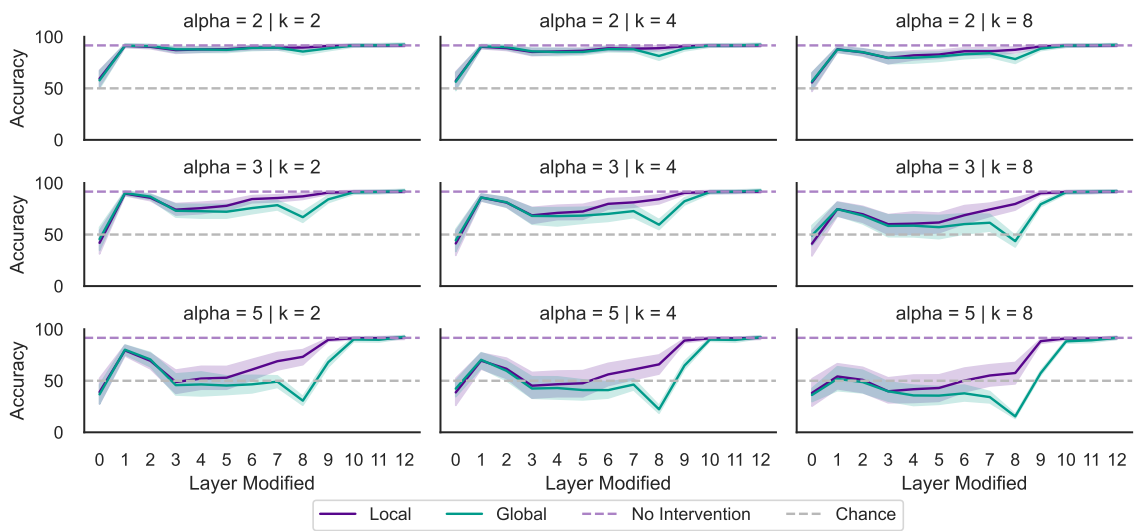 alpha = 2 | k = 2
alpha = 2 | k = 4
alpha = 2 | k = 8
Accuracy
100
50
0
alpha = 3 | k = 2
alpha = 3 | k = 4
alpha = 3 | k = 8
Accuracy
100
50
0
alpha = 5 | k = 2
alpha = 5 | k = 4
alpha = 5 | k = 8
Accuracy
100
50
0
0 1 2 3 4 5 6 7 8 9 10 11 12
0 1 2 3 4 5 6 7 8 9 10 11 12
0 1 2 3 4 5 6 7 8 9 10 11 12
Layer Modified
Layer Modified
Layer Modified
Local Global No Intervention Chance